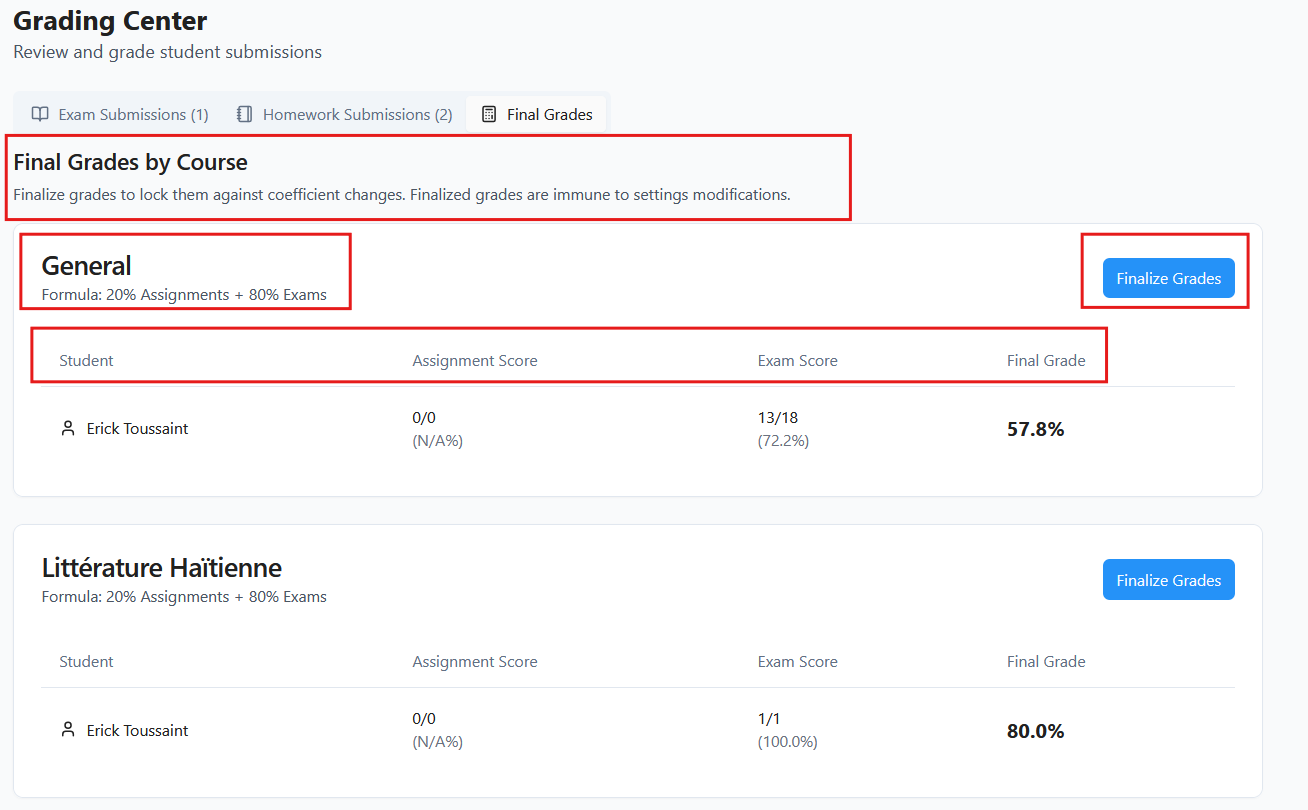 Grading Center
Review and grade student submissions
Exam Submissions (1) Homework Submissions (2) Final Grades
Final Grades by Course
Finalize grades to lock them against coefficient changes. Finalized grades are immune to settings modifications.
General
Formula: 20% Assignments + 80% Exams
Finalize Grades
Student Assignment Score Exam Score Final Grade
Erick Toussaint 0/0 (N/A%) 13/18 (72.2%) 57.8%
Littérature Haïtienne
Formula: 20% Assignments + 80% Exams
Finalize Grades
Student Assignment Score Exam Score Final Grade
Erick Toussaint 0/0 (N/A%) 1/1 (100.0%) 80.0%